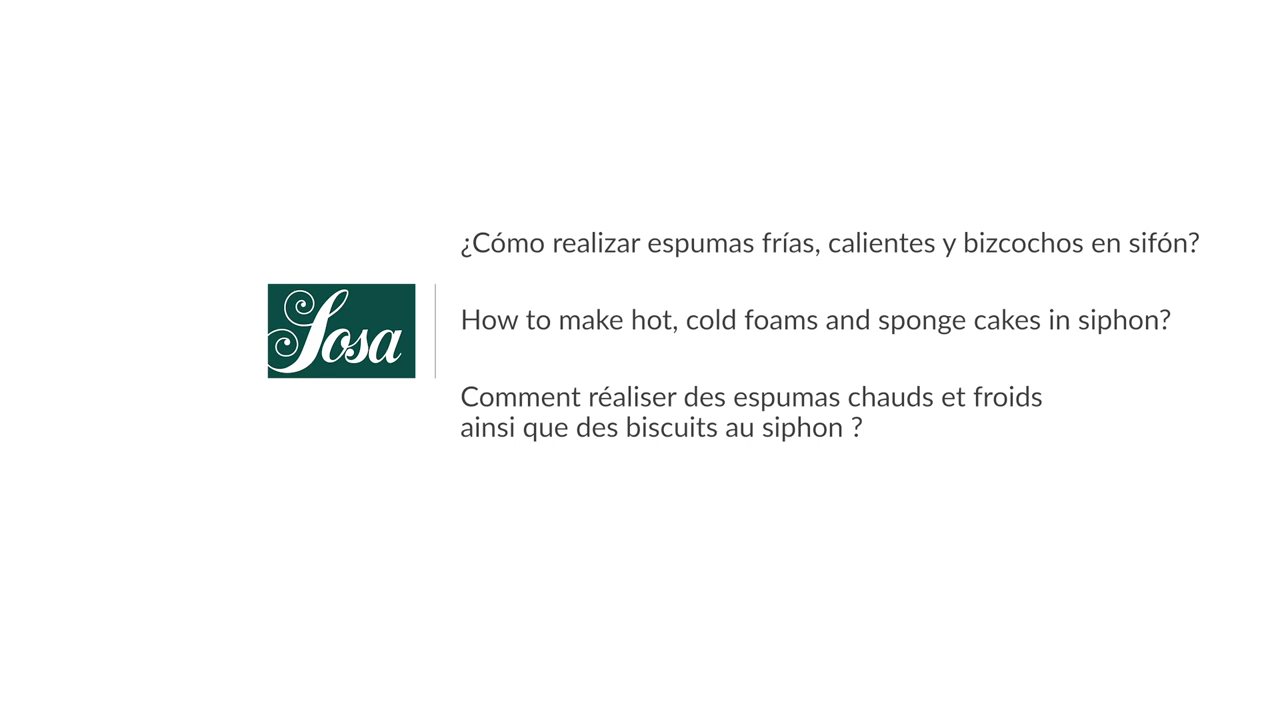 ¿Cómo realizar espumas frías, calientes y bizcochos en sifón?
Sosa
How to make hot, cold foams and sponge cakes in siphon?
Comment réaliser des espumas chauds et froids
ainsi que des biscuits au siphon ?